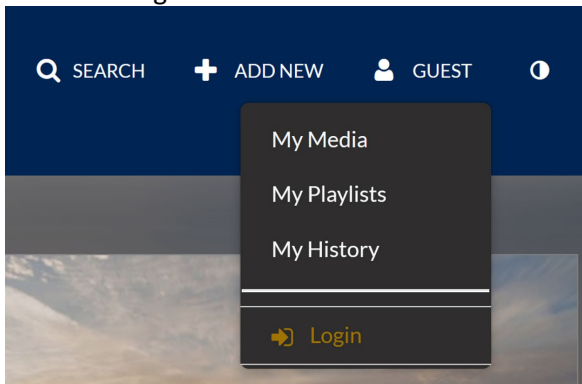 SEARCH ADD NEW GUEST
My Media
My Playlists
My History
Login